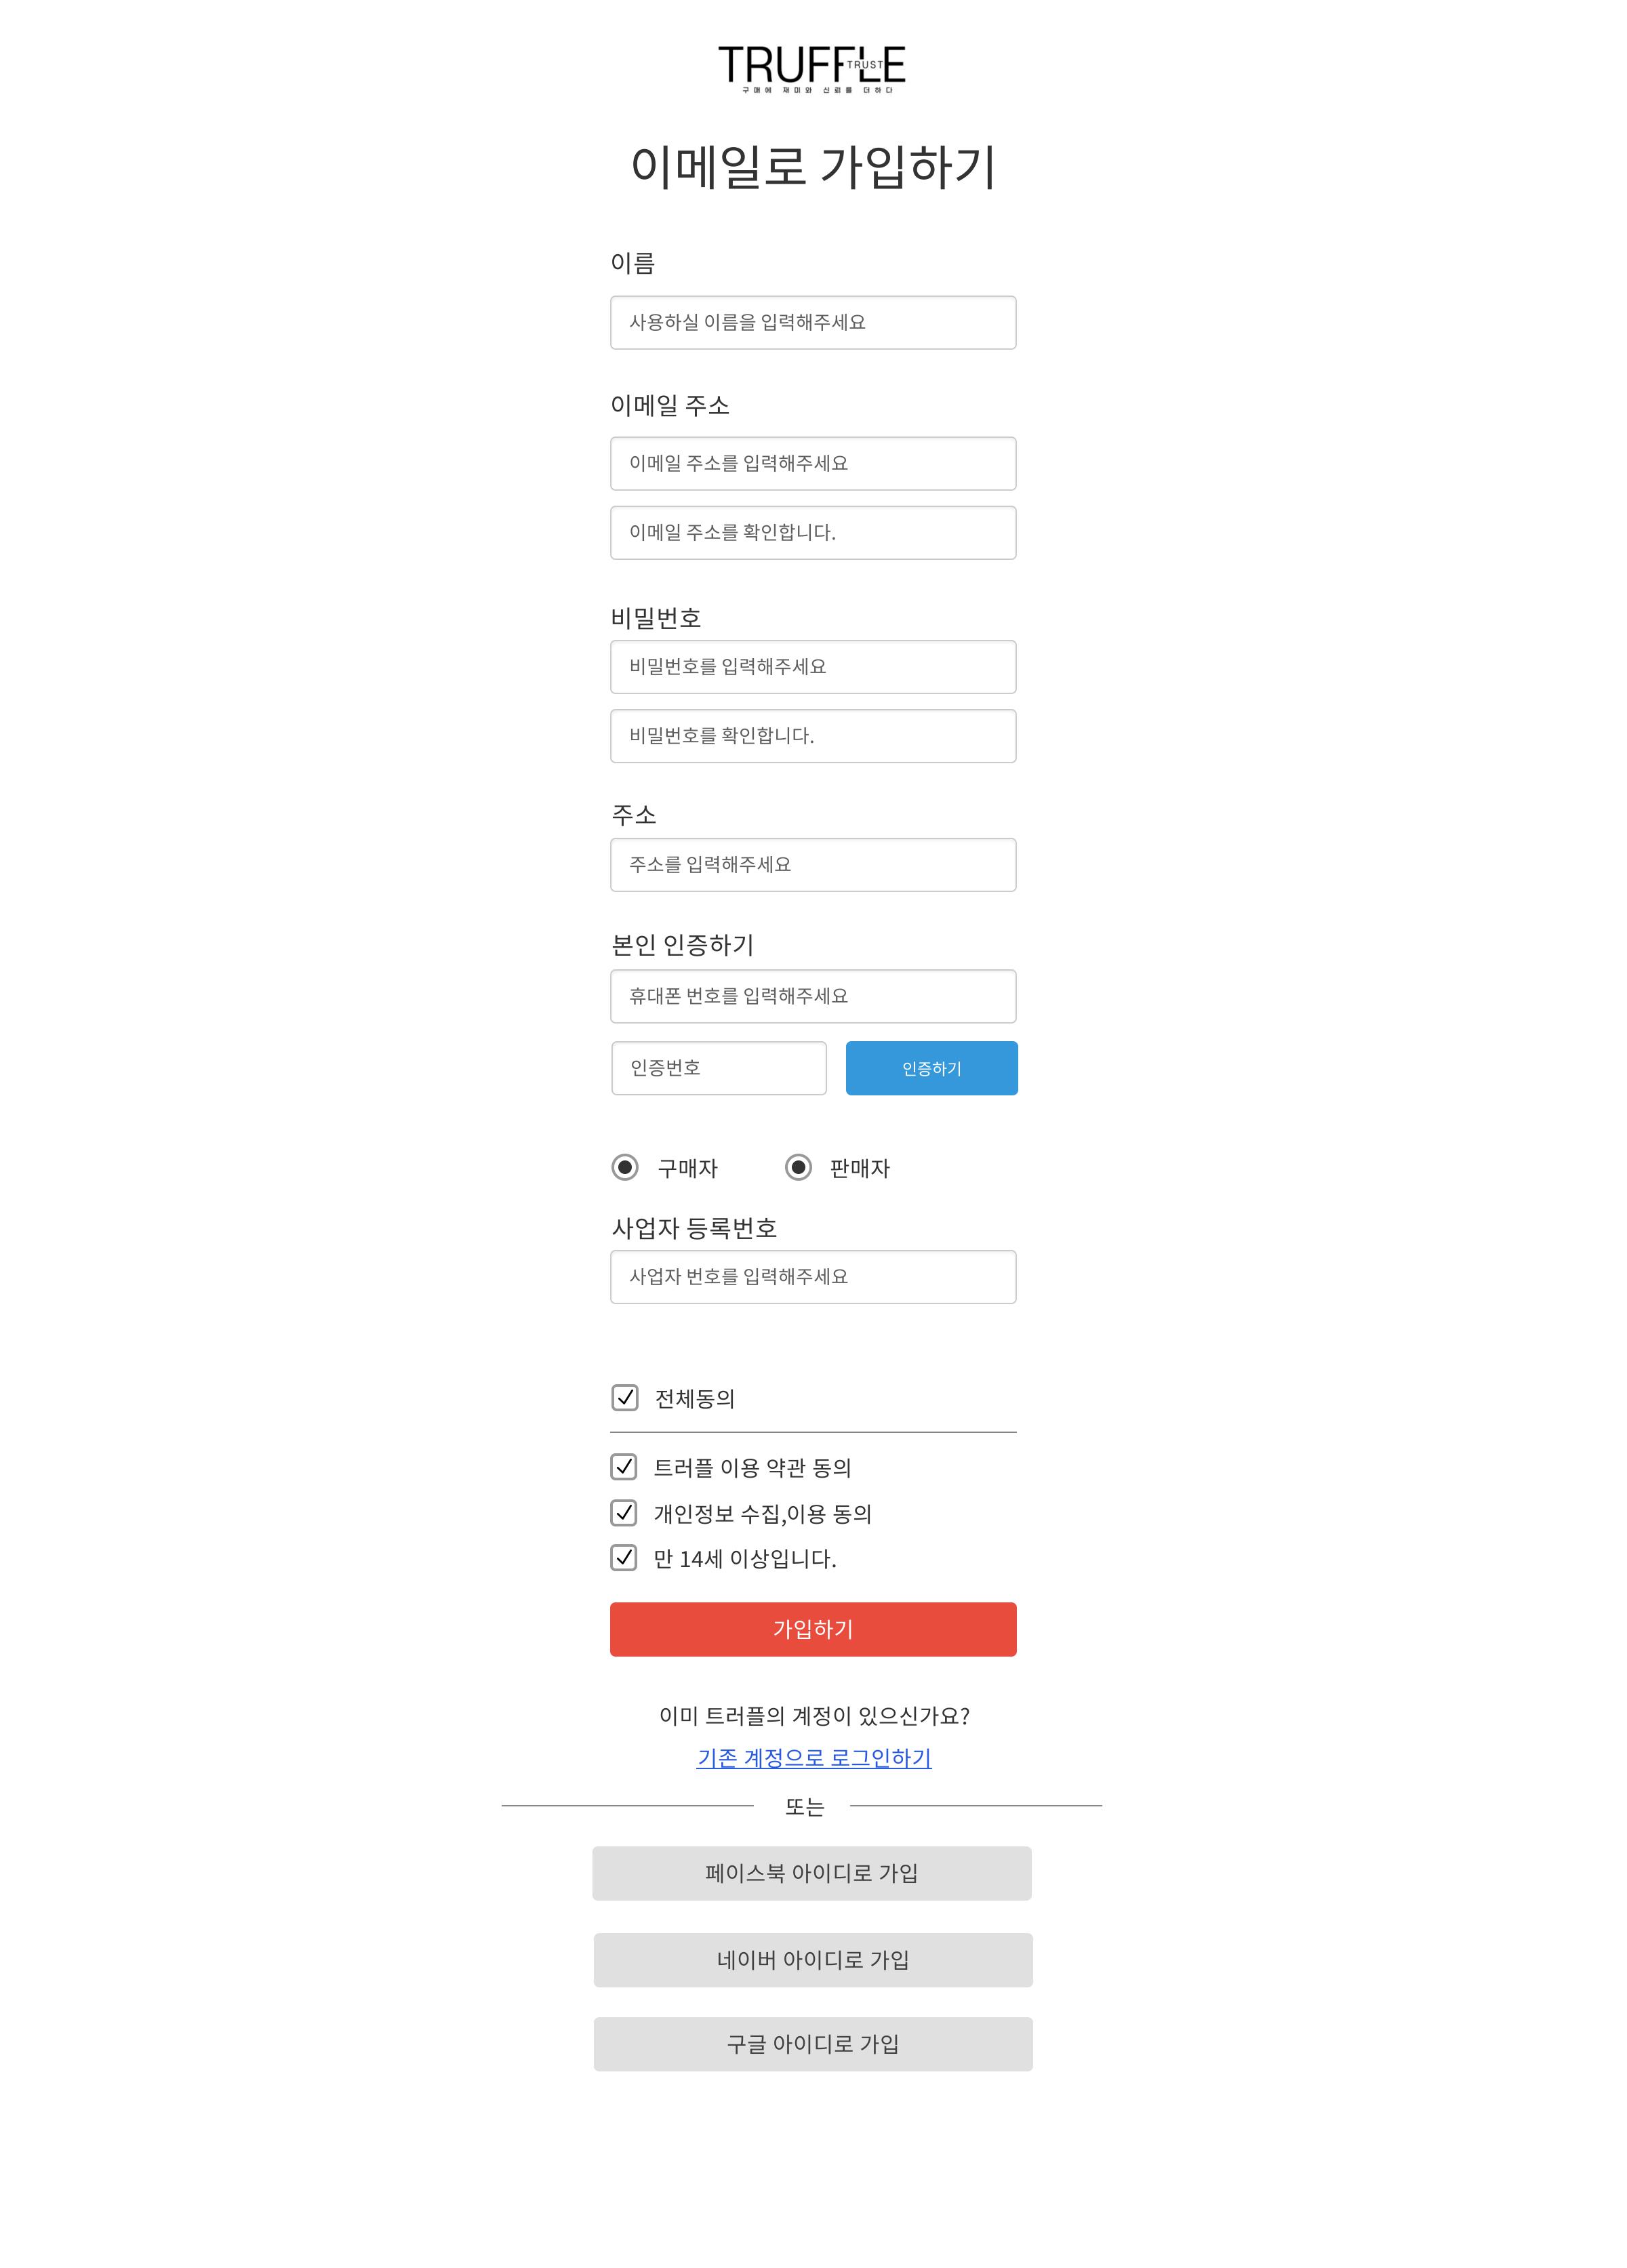 TRUFFLE
TRUST
구매에 재미와 신뢰를 더하다
이메일로 가입하기
이름
사용하실 이름을 입력해주세요
이메일 주소
이메일 주소를 입력해주세요
이메일 주소를 확인합니다.
비밀번호
비밀번호를 입력해주세요
비밀번호를 확인합니다.
주소
주소를 입력해주세요
본인 인증하기
휴대폰 번호를 입력해주세요
인증번호 인증하기
구매자 판매자
사업자 등록번호
사업자 번호를 입력해주세요
전체동의
트러플 이용 약관 동의
개인정보 수집,이용 동의
만 14세 이상입니다.
가입하기
이미 트러플의 계정이 있으신가요?
기존 계정으로 로그인하기
또는
페이스북 아이디로 가입
네이버 아이디로 가입
구글 아이디로 가입